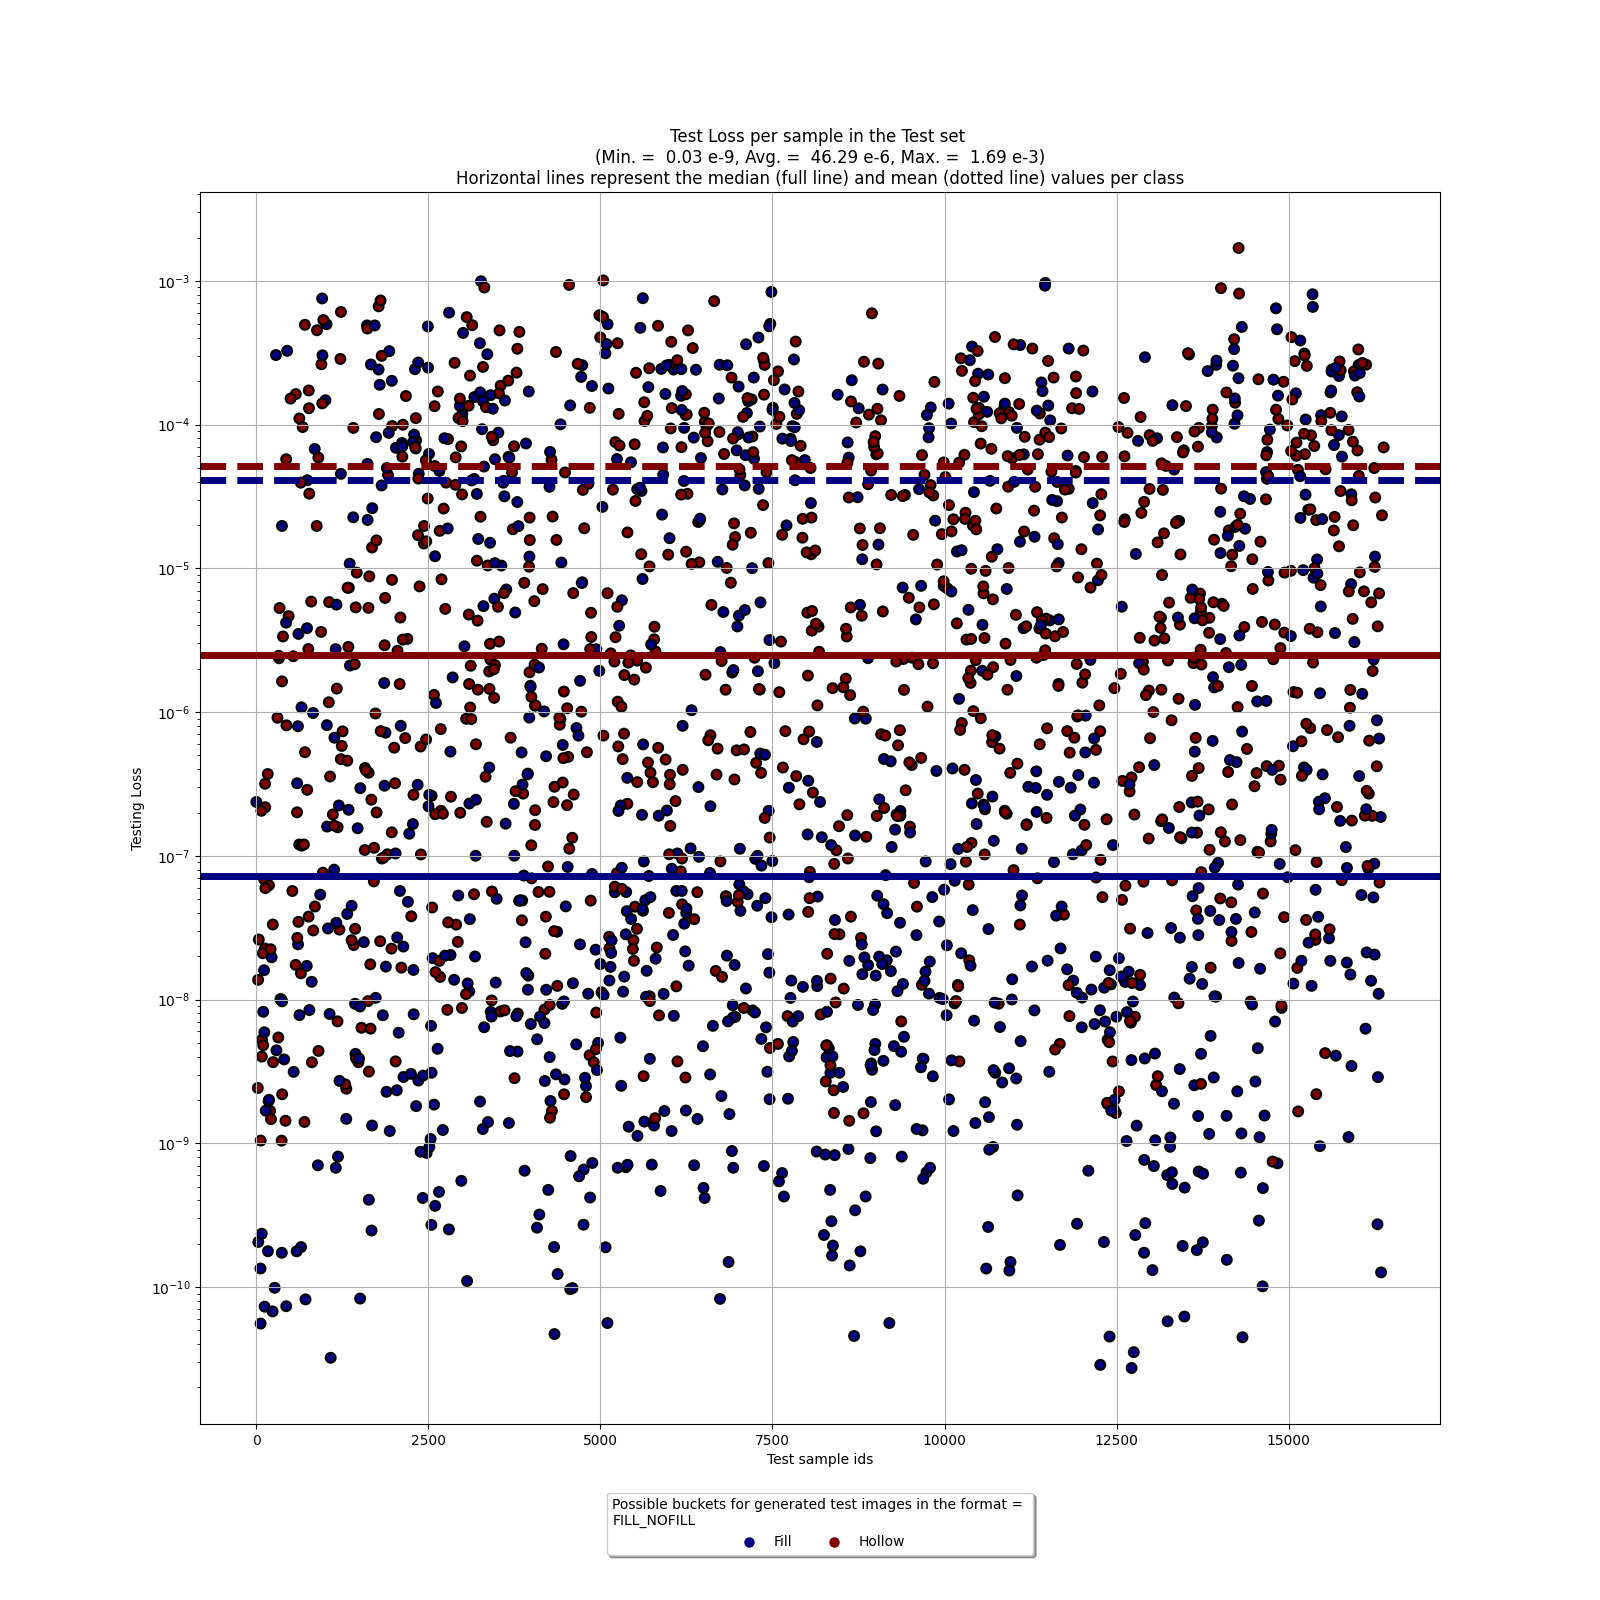 Test Loss per sample in the Test set
(Min. =  0.03 e-9, Avg. =  46.29 e-6, Max. =  1.69 e-3)
Horizontal lines represent the median (full line) and mean (dotted line) values per class
Testing Loss
10⁻³
10⁻⁴
10⁻⁵
10⁻⁶
10⁻⁷
10⁻⁸
10⁻⁹
10⁻¹⁰
0 2500 5000 7500 10000 12500 15000
Test sample ids
Possible buckets for generated test images in the format =
FILL_NOFILL
Fill Hollow